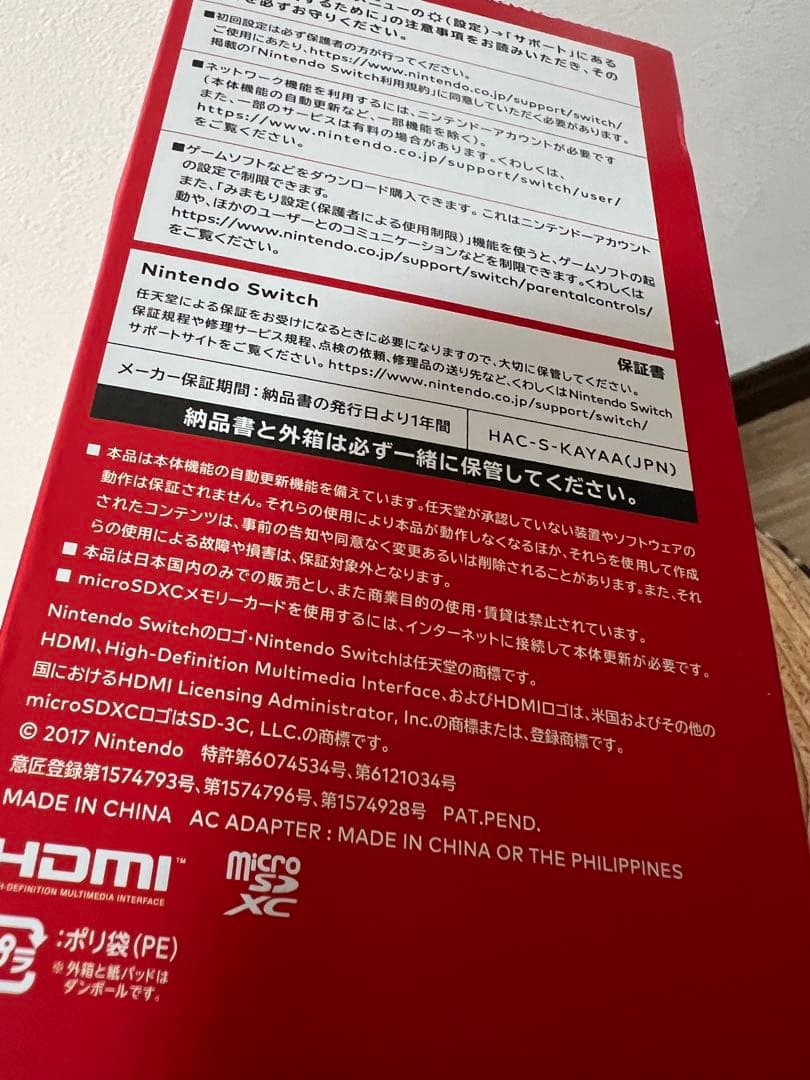 ニューの(設定)→「サポート」にある
するために」の注意事項をお読みいただき、その
を必ずお守りください。
■初回設定は必ず保護者の方が行ってください。
ご使用にあたり、https://www.nintendo.co.jp/support/switch/
掲載の「Nintendo Switch利用規約」に同意していただく必要があります。
■ネットワーク機能を利用するには、ニンテンドーアカウントが必要です
(本体機能の自動更新など、一部機能を除く)。
また、一部のサービスは有料の場合があります。くわしくは、
https://www.nintendo.co.jp/support/switch/user/
をご覧ください。
■ゲームソフトなどをダウンロード購入できます。これはニンテンドーアカウント
の設定で制限できます。
また、「みまもり設定(保護者による使用制限)」機能を使うと、ゲームソフトの起
動や、ほかのユーザーとのコミュニケーションなどを制限できます。くわしくは
https://www.nintendo.co.jp/support/switch/parentalcontrols/
をご覧ください。
Nintendo Switch
保証書
任天堂による保証をお受けになるときに必要になりますので、大切に保管してください。
保証規程や修理サービス規程、点検の依頼、修理品の送り先など、くわしくはNintendo Switch
サポートサイトをご覧ください。https://www.nintendo.co.jp/support/switch/
メーカー保証期間:納品書の発行日より1年間
HAC-S-KAYAA(JPN)
納品書と外箱は必ず一緒に保管してください。
■ 本品は本体機能の自動更新機能を備えています。任天堂が承認していない装置やソフトウェアの
動作は保証されません。それらの使用により本品が動作しなくなるほか、それらを使用して作成
されたコンテンツは、事前の告知や同意なく変更あるいは削除されることがあります。また、それ
らの使用による故障や損害は、保証対象外となります。
■ 本品は日本国内のみでの販売とし、また商業目的の使用・賃貸は禁止されています。
■ microSDXCメモリーカードを使用するには、インターネットに接続して本体更新が必要です。
Nintendo Switchのロゴ・Nintendo Switchは任天堂の商標です。
HDMI、High-Definition Multimedia Interface、およびHDMIロゴは、米国およびその他の
国におけるHDMI Licensing Administrator, Inc.の商標または、登録商標です。
microSDXCロゴはSD-3C, LLC.の商標です。
© 2017 Nintendo 特許第6074534号、第6121034号
意匠登録第1574793号、第1574796号、第1574928号 PAT.PEND.
MADE IN CHINA AC ADAPTER : MADE IN CHINA OR THE PHILIPPINES
HDMI™
H-DEFINITION MULTIMEDIA INTERFACE
micro
SD
XC
プラ
:ポリ袋(PE)
※外箱と紙パッドは
ダンボールです。